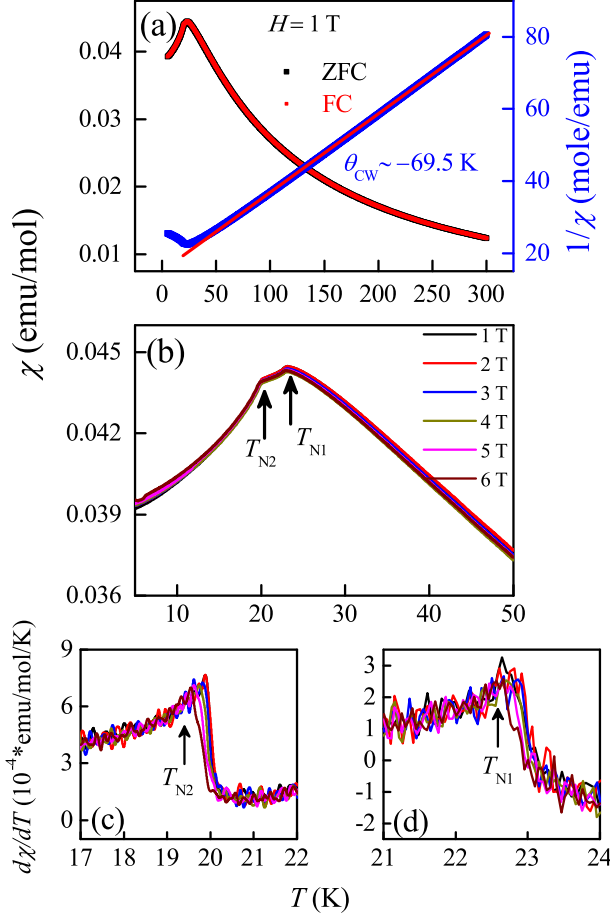 (a)
H = 1 T
ZFC
FC
θCW ~ −69.5 K
0.04
0.03
0.02
0.01
80
60
40
20
0 50 100 150 200 250 300
1/χ (mole/emu)
χ (emu/mol)
(b)
1 T
2 T
3 T
4 T
5 T
6 T
TN2
TN1
0.045
0.042
0.039
0.036
10 20 30 40 50
dχ/dT (10⁻⁴*emu/mol/K)
9
6
3
0
(c)
TN2
17 18 19 20 21 22
3
2
1
0
-1
-2
(d)
TN1
21 22 23 24
T (K)